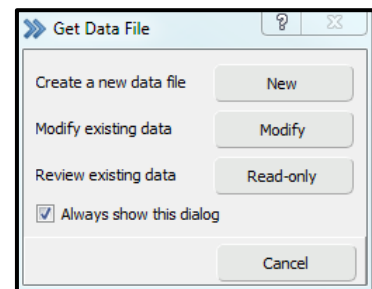 Get Data File ?
Create a new data file New
Modify existing data Modify
Review existing data Read-only
Always show this dialog
Cancel